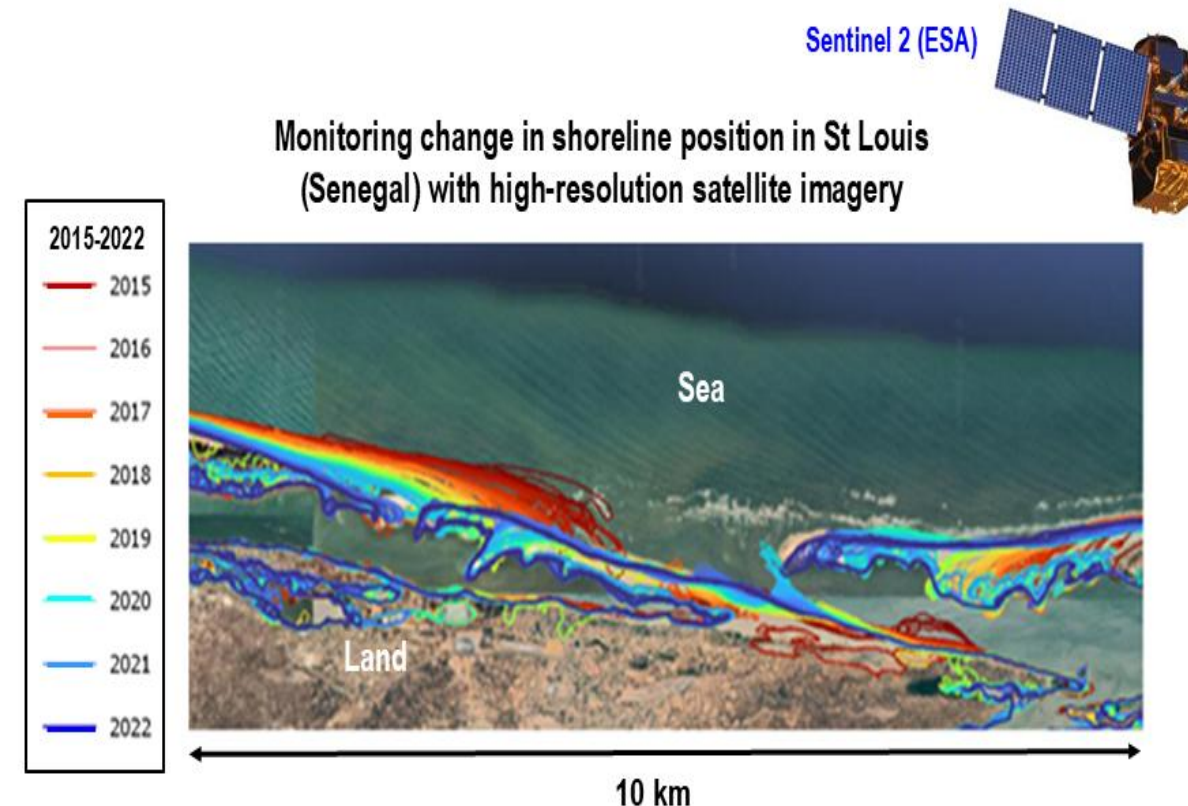 Sentinel 2 (ESA)
Monitoring change in shoreline position in St Louis
(Senegal) with high-resolution satellite imagery
2015-2022
2015
2016
2017
2018
2019
2020
2021
2022
Sea
Land
10 km